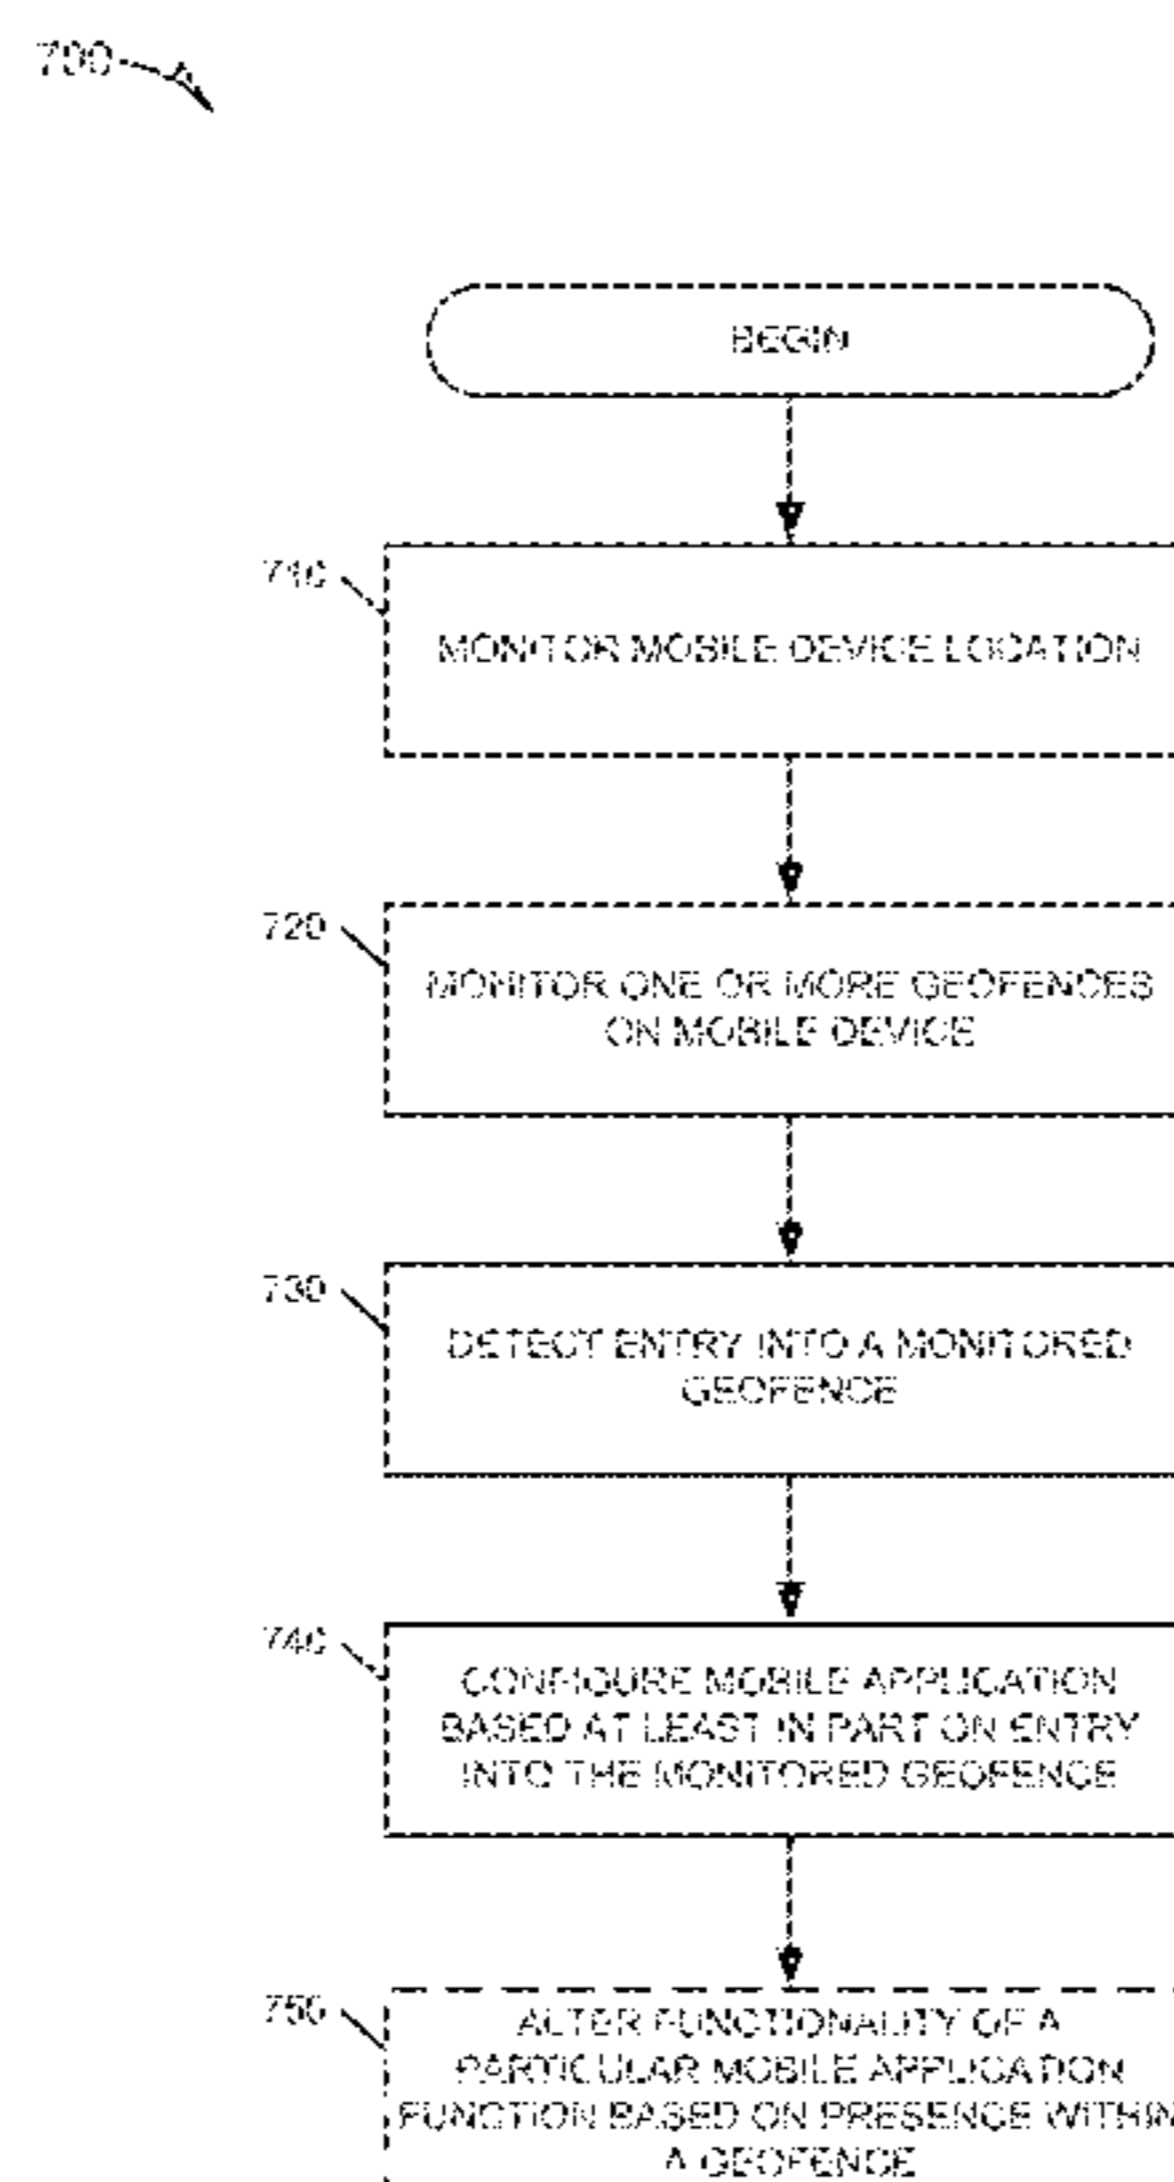 700
BEGIN
710
MONITOR MOBILE DEVICE LOCATION
720
MONITOR ONE OR MORE GEOFENCES
ON MOBILE DEVICE
730
DETECT ENTRY INTO A MONITORED
GEOFENCE
740
CONFIGURE MOBILE APPLICATION
BASED AT LEAST IN PART ON ENTRY
INTO THE MONITORED GEOFENCE
750
ALTER FUNCTIONALITY OF A
PARTICULAR MOBILE APPLICATION
FUNCTION BASED ON PRESENCE WITHIN
A GEOFENCE